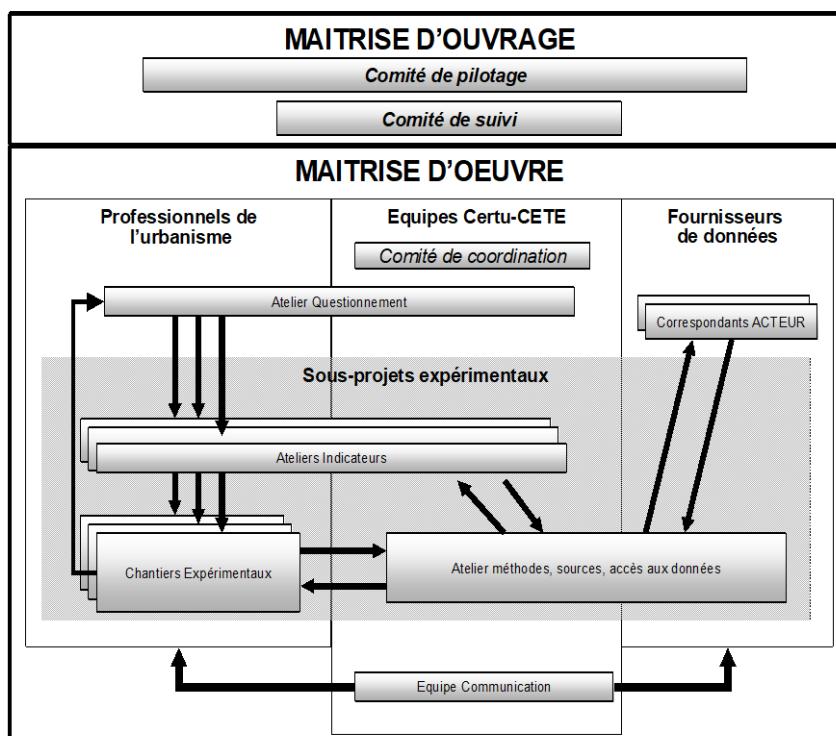 MAITRISE D'OUVRAGE
Comité de pilotage
Comité de suivi
MAITRISE D'OEUVRE
Professionnels de
l'urbanisme
Equipes Certu-CETE
Fournisseurs
de données
Comité de coordination
Atelier Questionnement
Correspondants ACTEUR
Sous-projets expérimentaux
Ateliers Indicateurs
Chantiers Expérimentaux
Atelier méthodes, sources, accès aux données
Equipe Communication